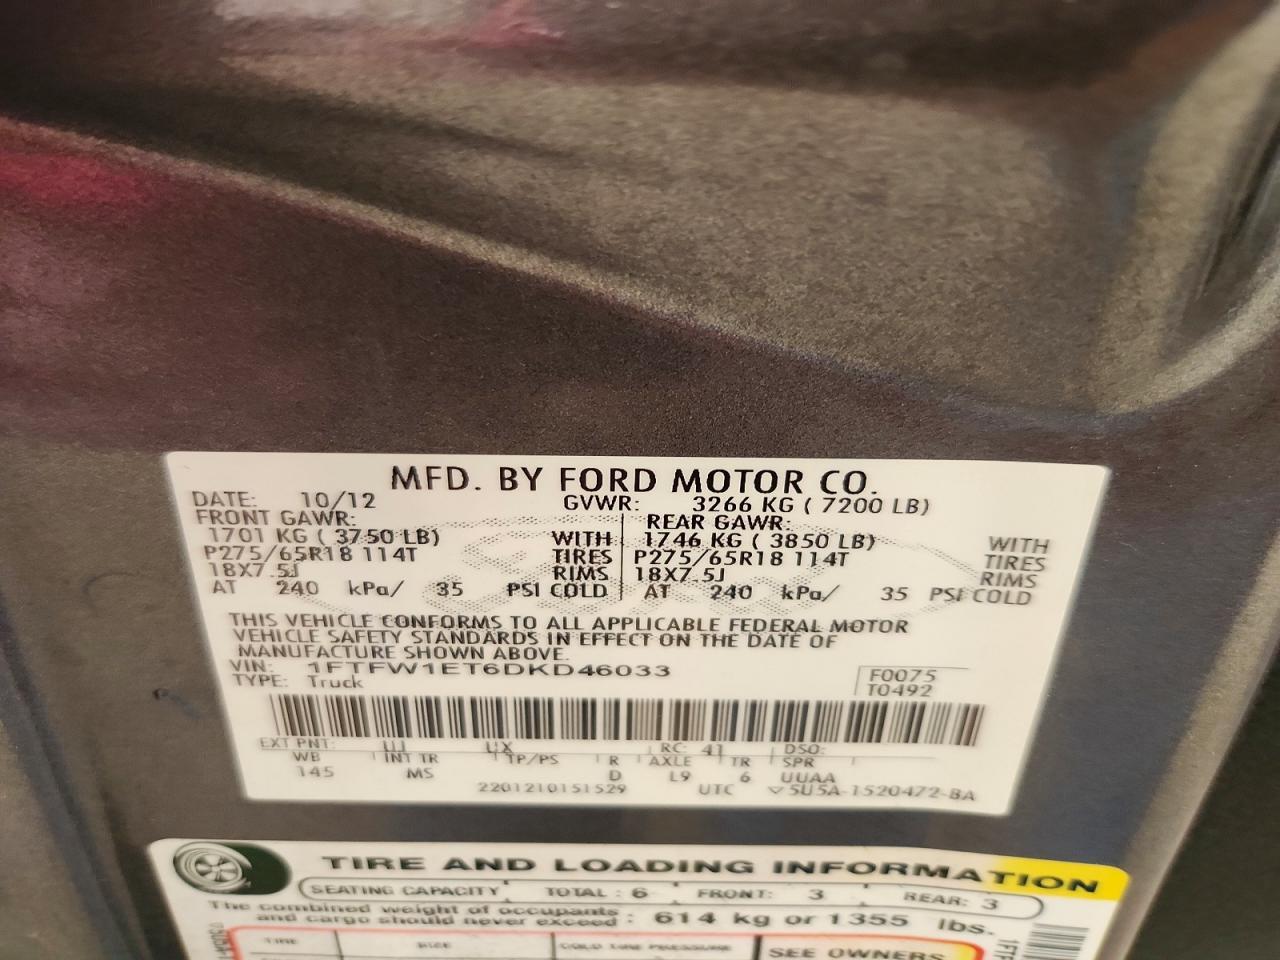 MFD. BY FORD MOTOR CO.
DATE: 10/12 GVWR: 3266 KG ( 7200 LB)
FRONT GAWR: REAR GAWR:
1701 KG ( 3750 LB) WITH 1746 KG ( 3850 LB) WITH
P275/65R18 114T TIRES P275/65R18 114T TIRES
18X7.5J RIMS 18X7.5J RIMS
AT 240 kPa/ 35 PSI COLD AT 240 kPa/ 35 PSI COLD
THIS VEHICLE CONFORMS TO ALL APPLICABLE FEDERAL MOTOR
VEHICLE SAFETY STANDARDS IN EFFECT ON THE DATE OF
MANUFACTURE SHOWN ABOVE.
VIN: 1FTFW1ET6DKD46033 F0075
TYPE: Truck T0492
EXT PNT: UJ UX RC: 41 DSO:
WB INT TR TP/PS R AXLE TR SPR
145 MS D L9 6 UUAA
2201210151529 UTC ▽5U5A-1520472-BA
TIRE AND LOADING INFORMATION
SEATING CAPACITY TOTAL : 6 FRONT: 3 REAR: 3
The combined weight of occupants
and cargo should never exceed : 614 kg or 1355 lbs.
TIRE SIZE COLD TIRE PRESSURE SEE OWNERS